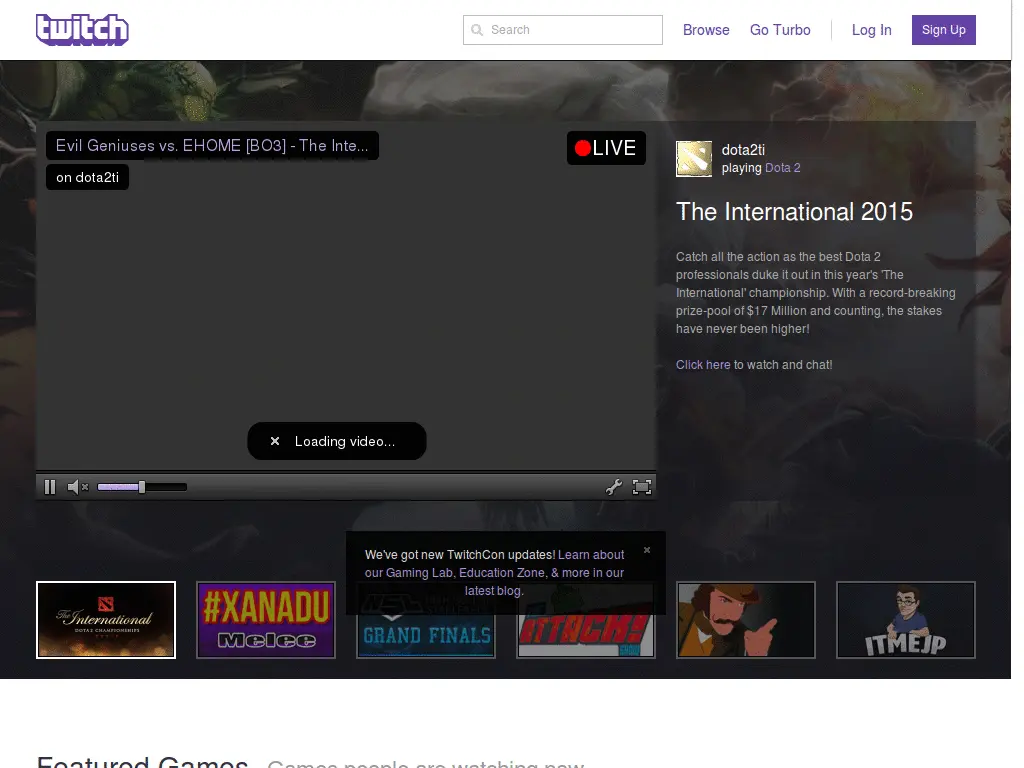 twitch
Search
Browse
Go Turbo
Log In
Sign Up
Evil Geniuses vs. EHOME [BO3] - The Inte...
on dota2ti
LIVE
dota2ti
playing Dota 2
The International 2015
Catch all the action as the best Dota 2
professionals duke it out in this year's 'The
International' championship. With a record-breaking
prize-pool of $17 Million and counting, the stakes
have never been higher!
Click here to watch and chat!
Loading video...
We've got new TwitchCon updates! Learn about
our Gaming Lab, Education Zone, & more in our
latest blog.
The International
DOTA 2 CHAMPIONSHIPS
#XANADU
Melee
GRAND FINALS
ATTACK!
ITMEJP
Featured Games
Games people are watching now